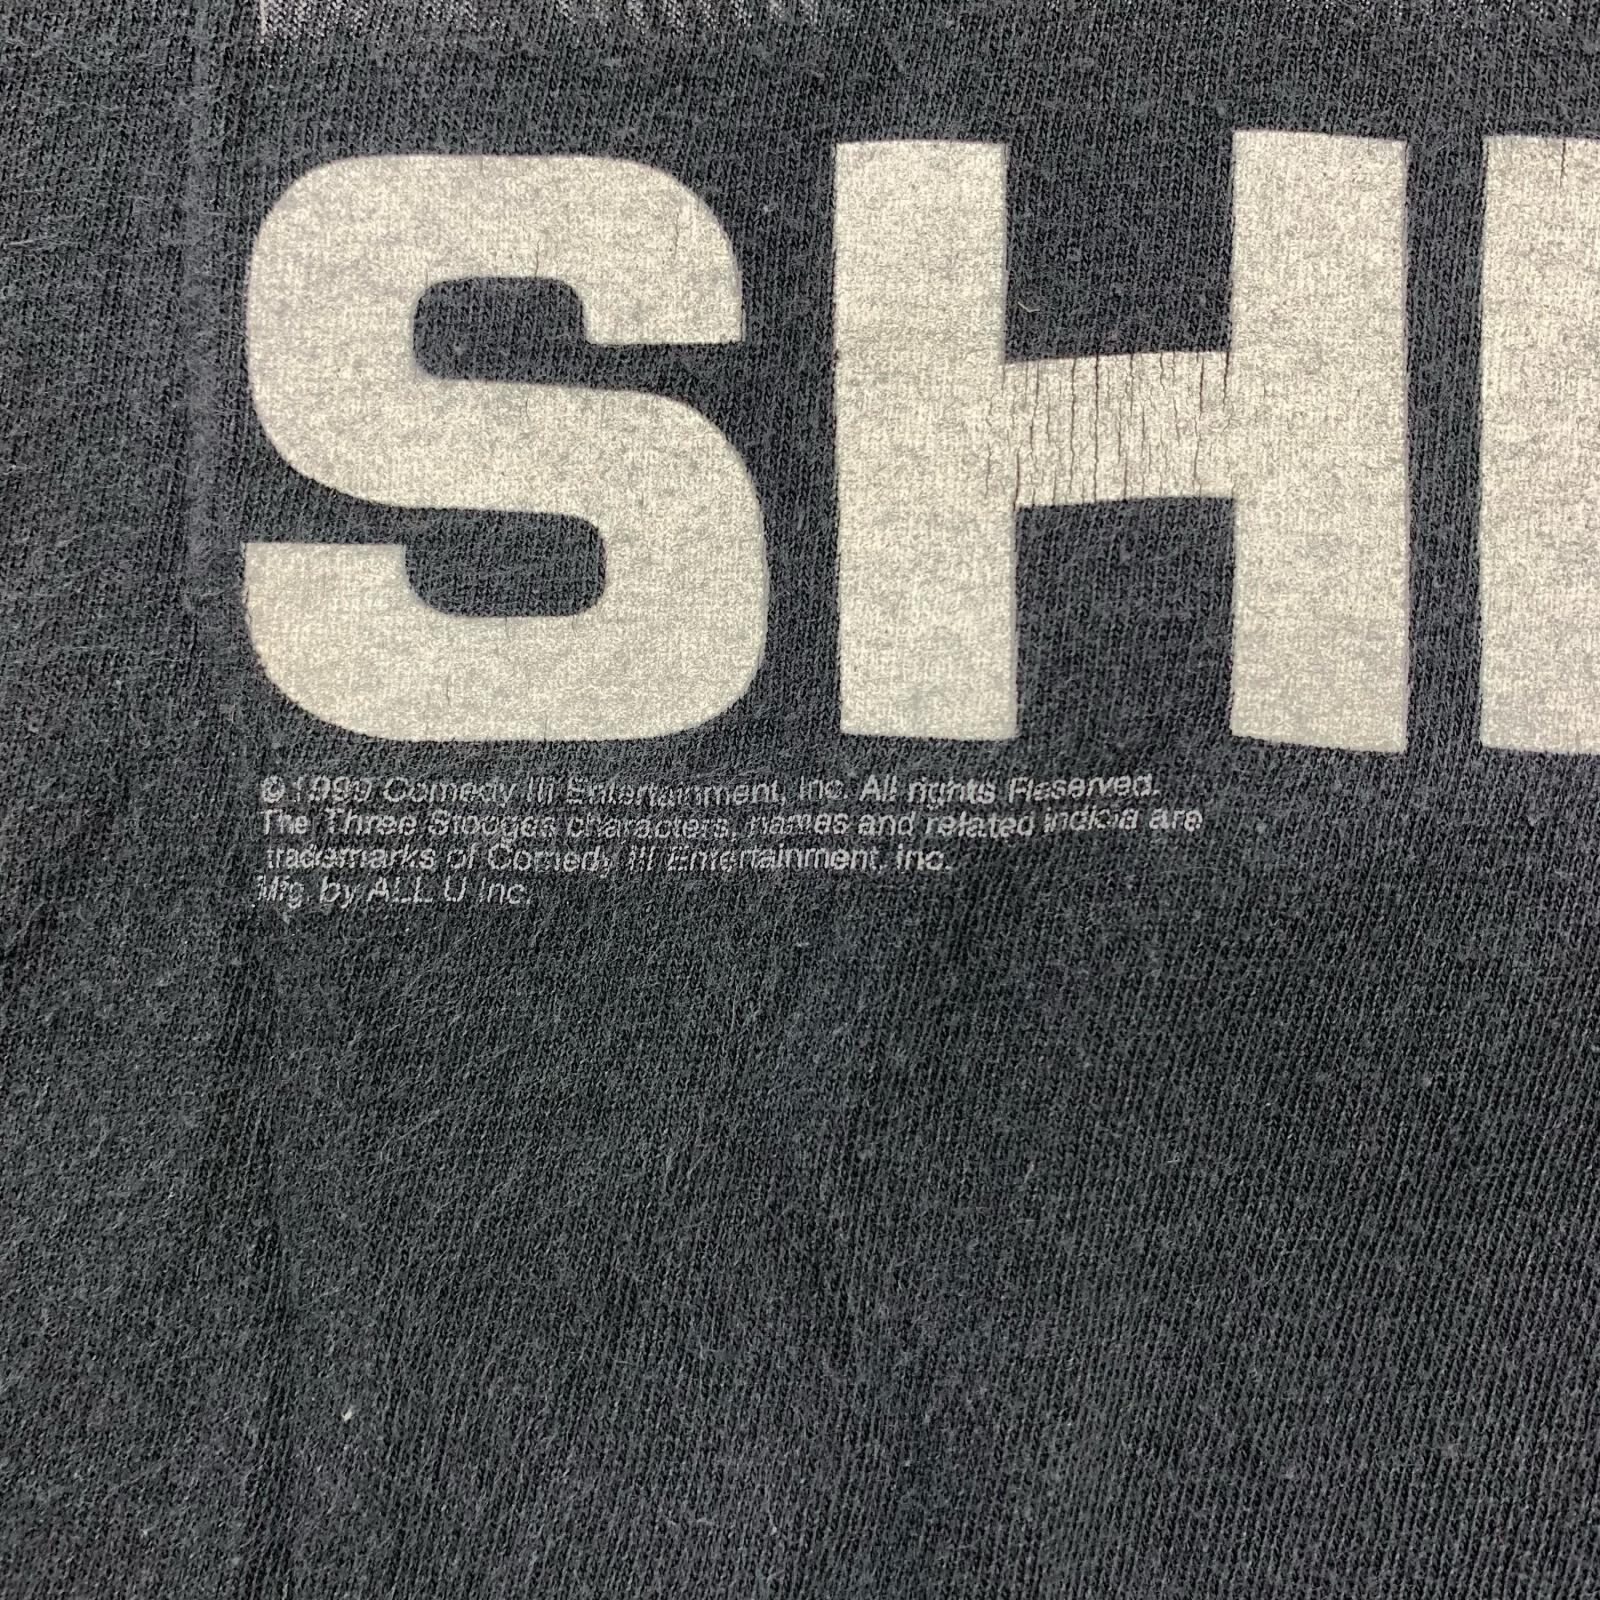 SH
© 1999 Comedy III Entertainment, Inc. All rights Reserved.
The Three Stooges characters, names and related indicia are
trademarks of Comedy III Entertainment, Inc.
Mfg. by ALL U Inc.